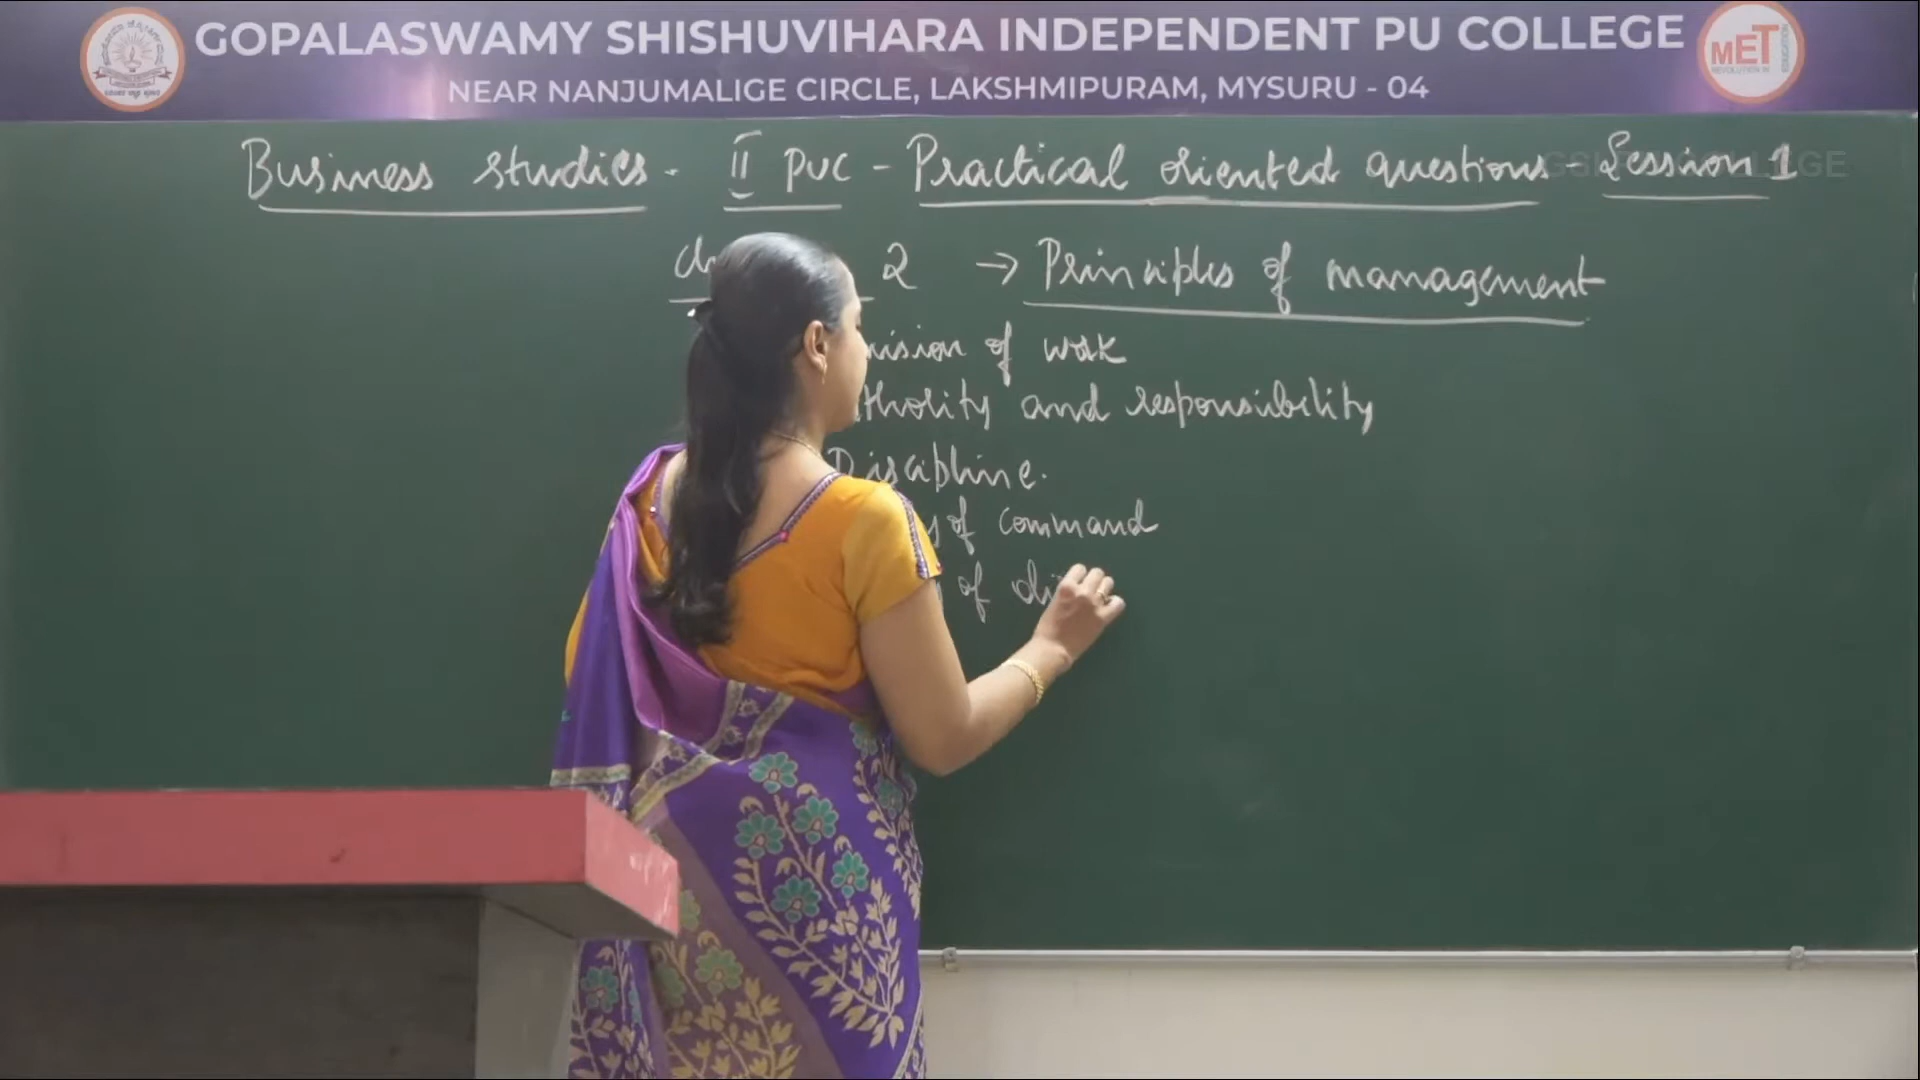 GOPALASWAMY SHISHUVIHARA INDEPENDENT PU COLLEGE
MET
NEAR NANJUMALIGE CIRCLE, LAKSHMIPURAM, MYSURU - 04
Business studies - II PUC - Practical oriented questions - Session 1
2 → Principles of management
of work
and responsibility
Discipline.
of command
of